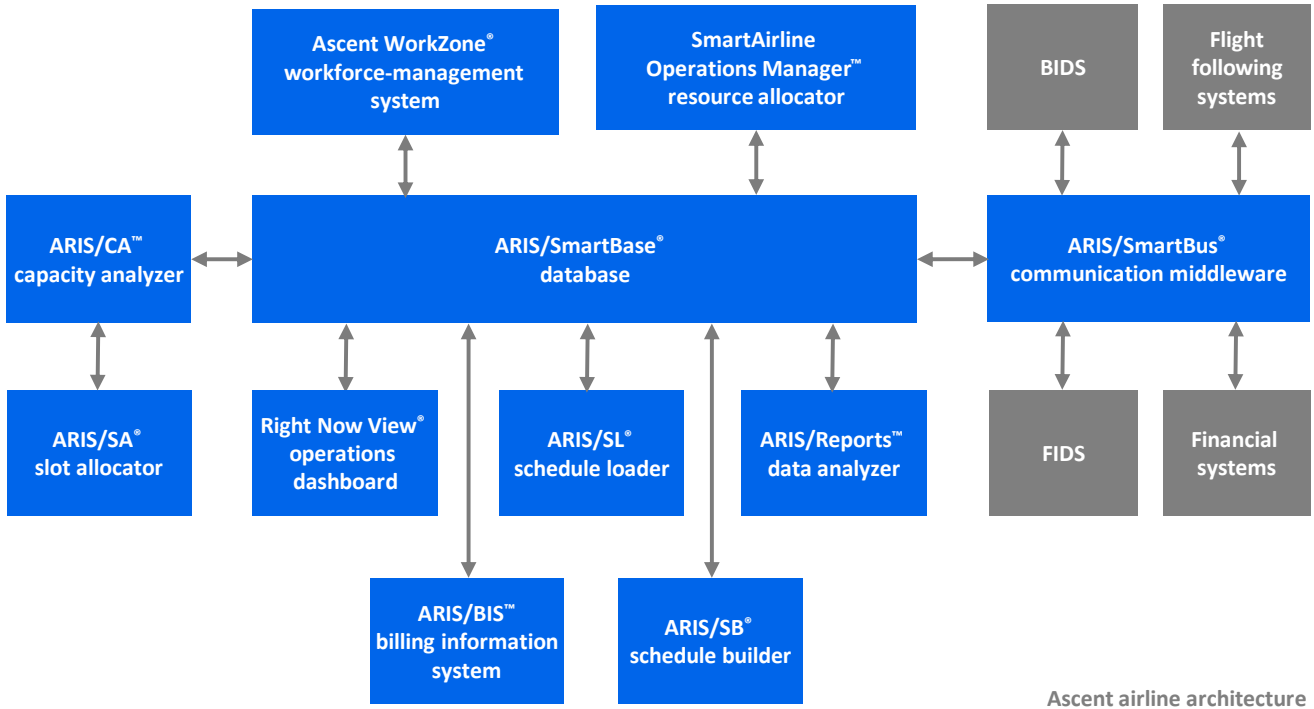 Ascent WorkZone®
workforce-management
system
SmartAirline
Operations Manager™
resource allocator
BIDS
Flight
following
systems
ARIS/CA™
capacity analyzer
ARIS/SmartBase®
database
ARIS/SmartBus®
communication middleware
ARIS/SA®
slot allocator
Right Now View®
operations
dashboard
ARIS/SL®
schedule loader
ARIS/Reports™
data analyzer
FIDS
Financial
systems
ARIS/BIS™
billing information
system
ARIS/SB®
schedule builder
Ascent airline architecture